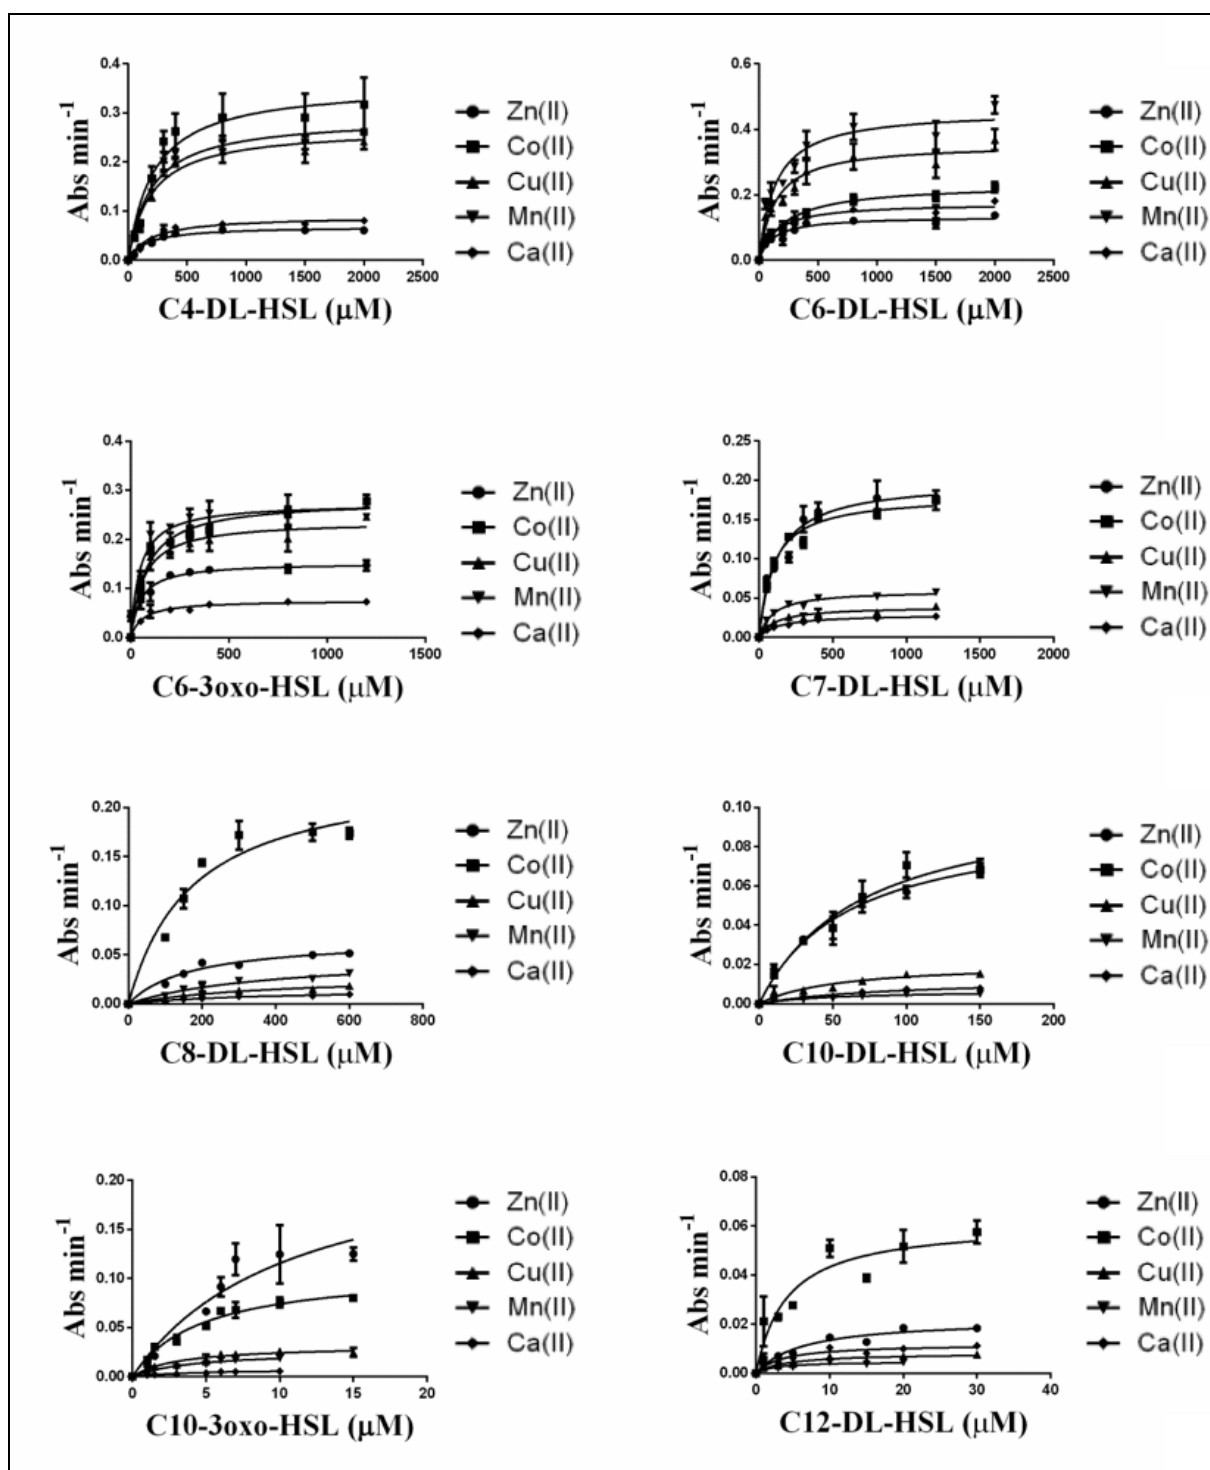 Abs min-1
0.4
0.3
0.2
0.1
0.0
0 500 1000 1500 2000 2500
C4-DL-HSL (μM)
Zn(II)
Co(II)
Cu(II)
Mn(II)
Ca(II)
Abs min-1
0.6
0.4
0.2
0.0
0 500 1000 1500 2000 2500
C6-DL-HSL (μM)
Zn(II)
Co(II)
Cu(II)
Mn(II)
Ca(II)
Abs min-1
0.4
0.3
0.2
0.1
0.0
0 500 1000 1500
C6-3oxo-HSL (μM)
Zn(II)
Co(II)
Cu(II)
Mn(II)
Ca(II)
Abs min-1
0.25
0.20
0.15
0.10
0.05
0.00
0 500 1000 1500 2000
C7-DL-HSL (μM)
Zn(II)
Co(II)
Cu(II)
Mn(II)
Ca(II)
Abs min-1
0.20
0.15
0.10
0.05
0.00
0 200 400 600 800
C8-DL-HSL (μM)
Zn(II)
Co(II)
Cu(II)
Mn(II)
Ca(II)
Abs min-1
0.10
0.08
0.06
0.04
0.02
0.00
0 50 100 150 200
C10-DL-HSL (μM)
Zn(II)
Co(II)
Cu(II)
Mn(II)
Ca(II)
Abs min-1
0.20
0.15
0.10
0.05
0.00
0 5 10 15 20
C10-3oxo-HSL (μM)
Zn(II)
Co(II)
Cu(II)
Mn(II)
Ca(II)
Abs min-1
0.08
0.06
0.04
0.02
0.00
0 10 20 30 40
C12-DL-HSL (μM)
Zn(II)
Co(II)
Cu(II)
Mn(II)
Ca(II)